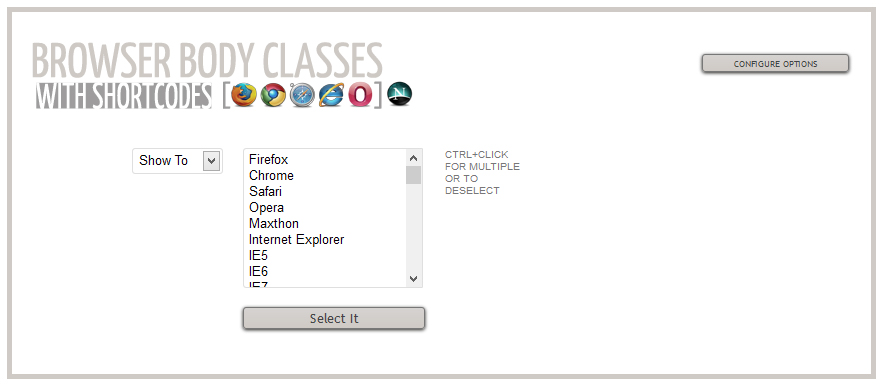 BROWSER BODY CLASSES
WITH SHORTCODES [ ]
CONFIGURE OPTIONS
Show To
Firefox
Chrome
Safari
Opera
Maxthon
Internet Explorer
IE5
IE6
IE7
CTRL+CLICK
FOR MULTIPLE
OR TO
DESELECT
Select It